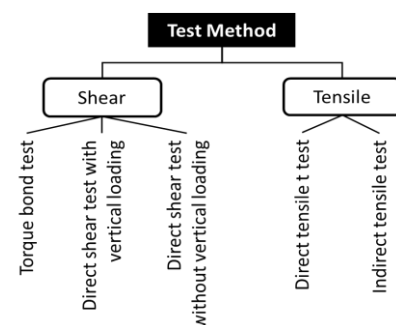 Test Method
Shear
Tensile
Torque bond test
Direct shear test with
vertical loading
Direct shear test
without vertical loading
Direct tensile t test
Indirect tensile test